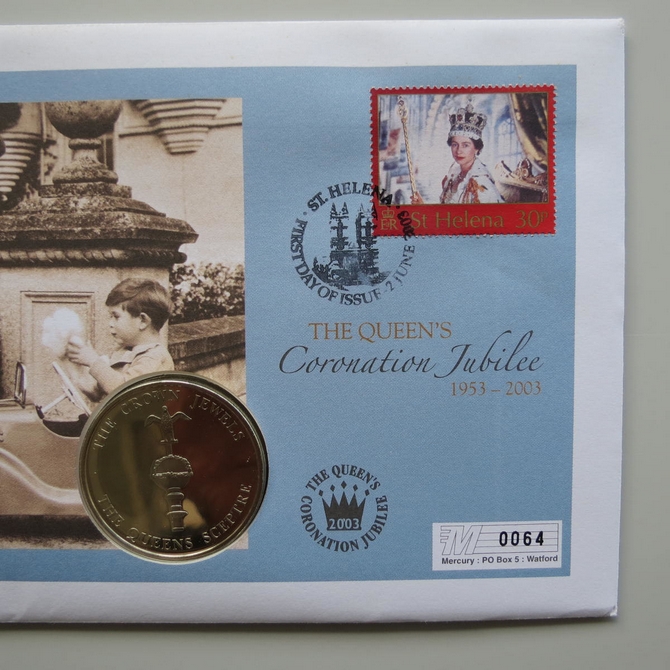 ER
St Helena 30P
ST. HELENA
FIRST DAY OF ISSUE 2 JUNE
THE QUEEN'S
Coronation Jubilee
1953 – 2003
THE CROWN JEWELS
THE QUEENS SCEPTRE
THE QUEEN'S
CORONATION JUBILEE
2003
M 0064
Mercury : PO Box 5 : Watford